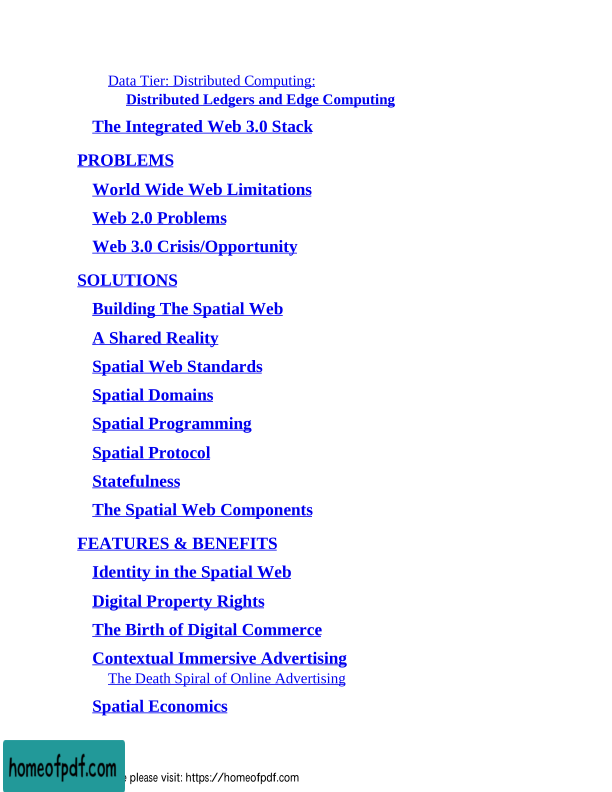 Data Tier: Distributed Computing:
Distributed Ledgers and Edge Computing
The Integrated Web 3.0 Stack
PROBLEMS
World Wide Web Limitations
Web 2.0 Problems
Web 3.0 Crisis/Opportunity
SOLUTIONS
Building The Spatial Web
A Shared Reality
Spatial Web Standards
Spatial Domains
Spatial Programming
Spatial Protocol
Statefulness
The Spatial Web Components
FEATURES & BENEFITS
Identity in the Spatial Web
Digital Property Rights
The Birth of Digital Commerce
Contextual Immersive Advertising
The Death Spiral of Online Advertising
Spatial Economics
homeofpdf.com
please visit: https://homeofpdf.com